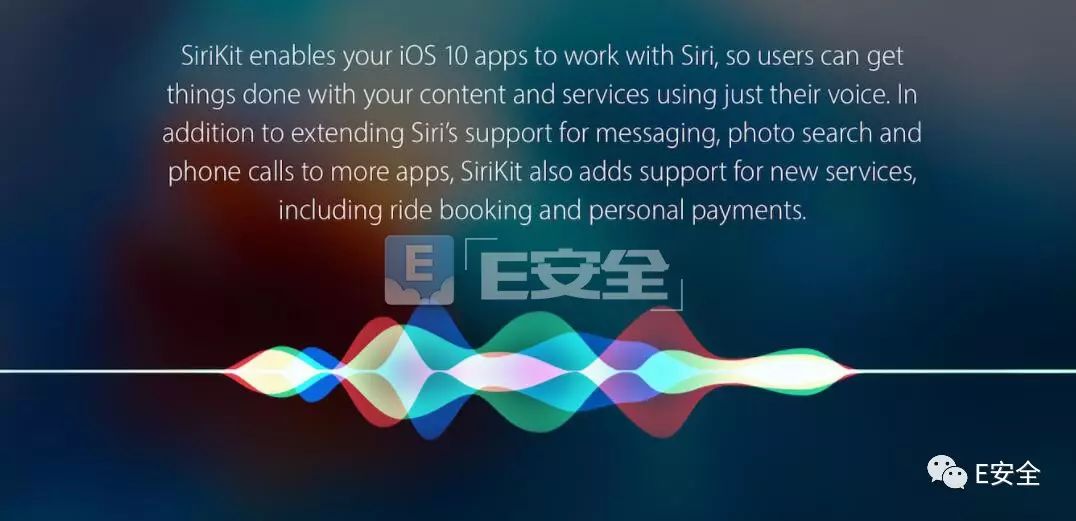 SiriKit enables your iOS 10 apps to work with Siri, so users can get
things done with your content and services using just their voice. In
addition to extending Siri’s support for messaging, photo search and
phone calls to more apps, SiriKit also adds support for new services,
including ride booking and personal payments.
E E安全
E安全